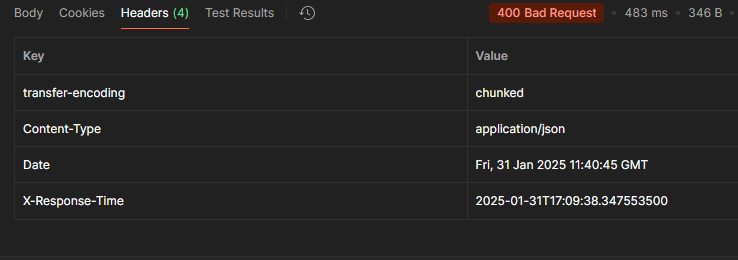 Body Cookies Headers (4) Test Results 400 Bad Request • 483 ms • 346 B •
Key Value
transfer-encoding chunked
Content-Type application/json
Date Fri, 31 Jan 2025 11:40:45 GMT
X-Response-Time 2025-01-31T17:09:38.347553500